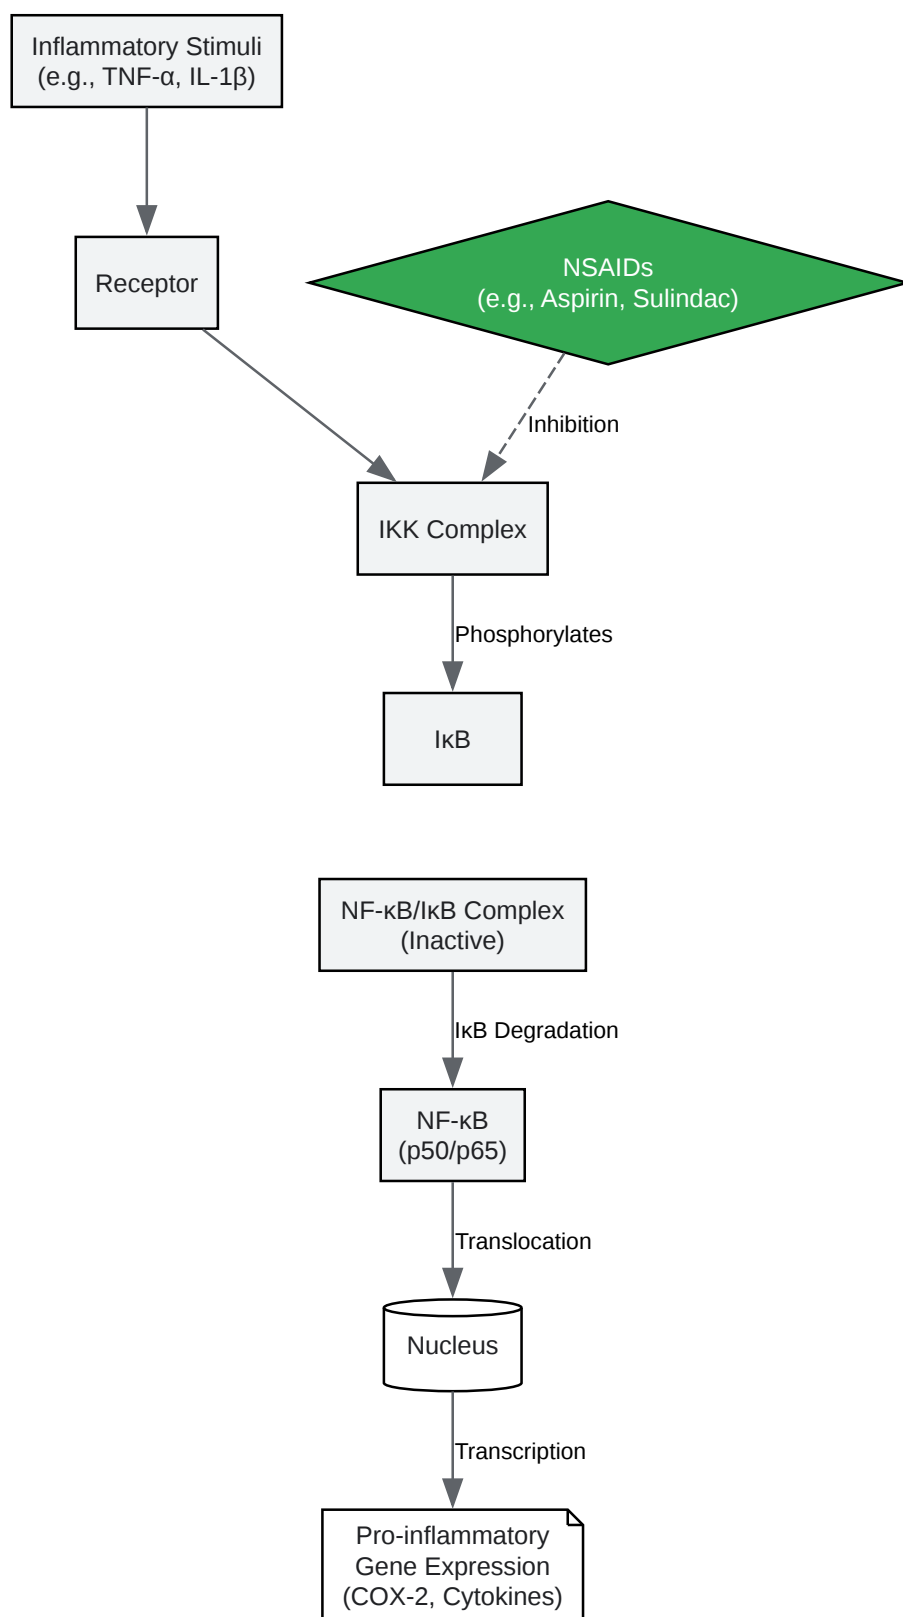 Inflammatory Stimuli
(e.g., TNF-α, IL-1β)
Receptor
NSAIDs
(e.g., Aspirin, Sulindac)
Inhibition
IKK Complex
Phosphorylates
IκB
NF-κB/IκB Complex
(Inactive)
IκB Degradation
NF-κB
(p50/p65)
Translocation
Nucleus
Transcription
Pro-inflammatory
Gene Expression
(COX-2, Cytokines)